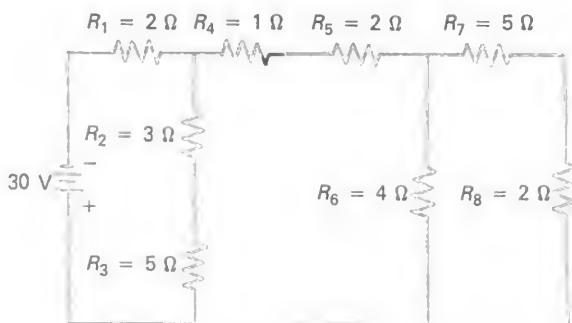 R₁ = 2 Ω R₄ = 1 Ω R₅ = 2 Ω R₇ = 5 Ω
R₂ = 3 Ω
−
30 V
+
R₆ = 4 Ω R₈ = 2 Ω
R₃ = 5 Ω